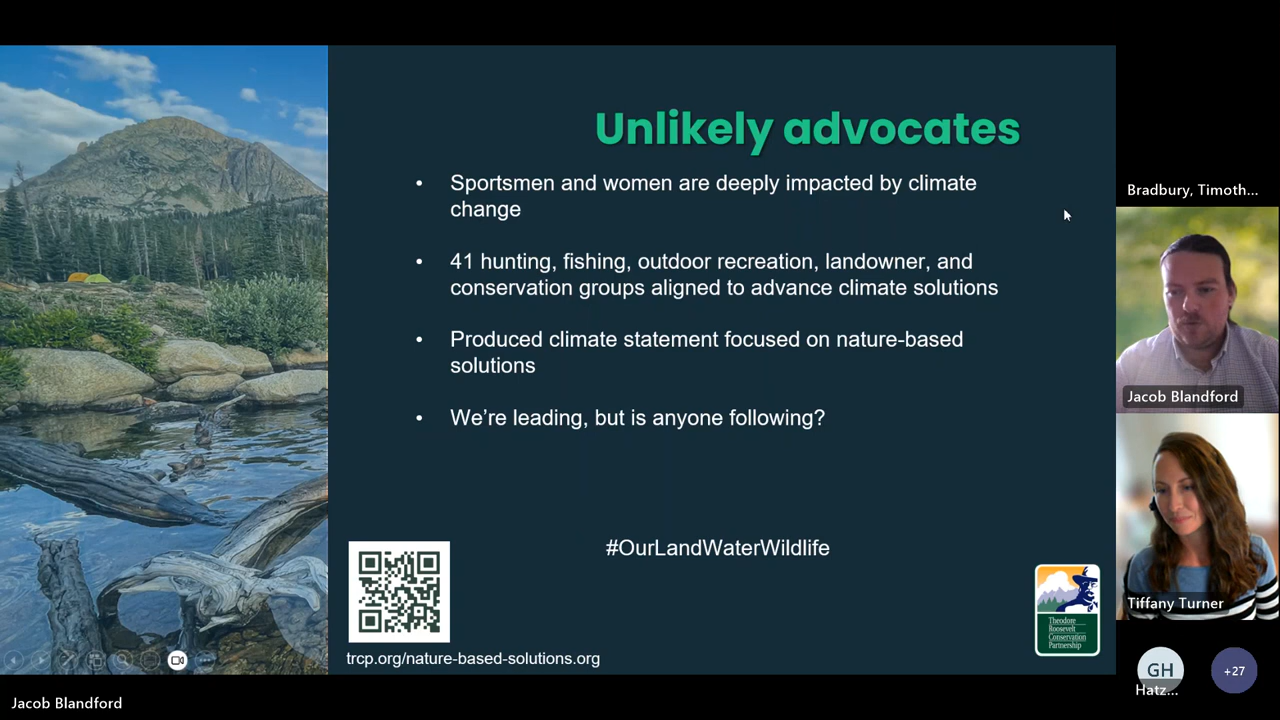 Unlikely advocates
• Sportsmen and women are deeply impacted by climate
change
• 41 hunting, fishing, outdoor recreation, landowner, and
conservation groups aligned to advance climate solutions
• Produced climate statement focused on nature-based
solutions
• We’re leading, but is anyone following?
#OurLandWaterWildlife
Theodore
Roosevelt
Conservation
Partnership
trcp.org/nature-based-solutions.org
Bradbury, Timoth...
Jacob Blandford
Tiffany Turner
GH
Hatz...
+27
Jacob Blandford